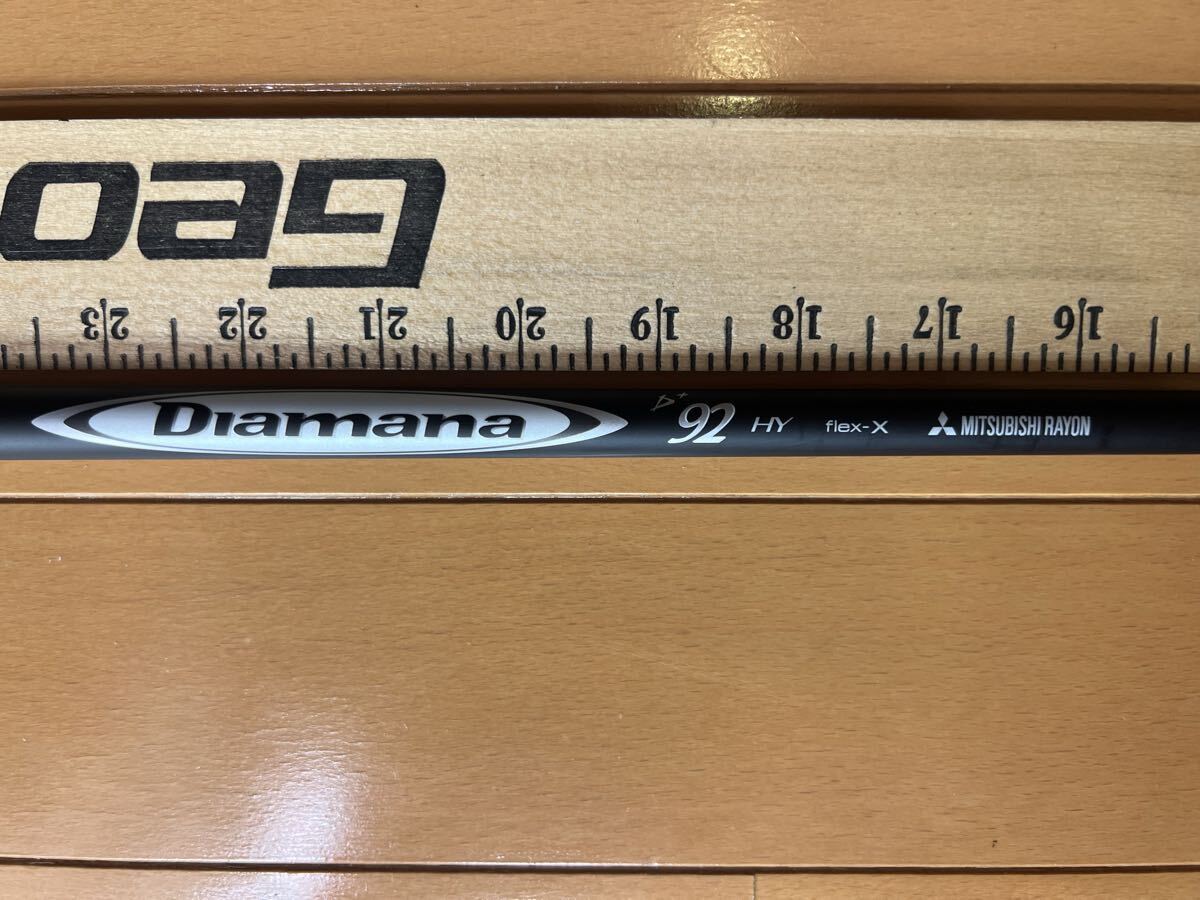 Geo
23 22 21 20 19 18 17 16
Diamana D+ 92 HY flex-X MITSUBISHI RAYON